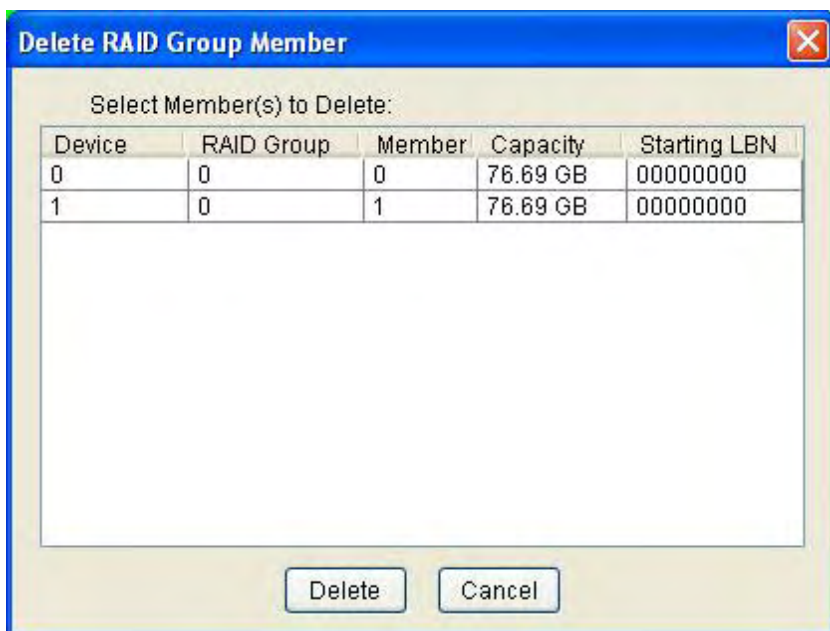 Delete RAID Group Member
Select Member(s) to Delete:
Device RAID Group Member Capacity Starting LBN
0 0 0 76.69 GB 00000000
1 0 1 76.69 GB 00000000
Delete Cancel